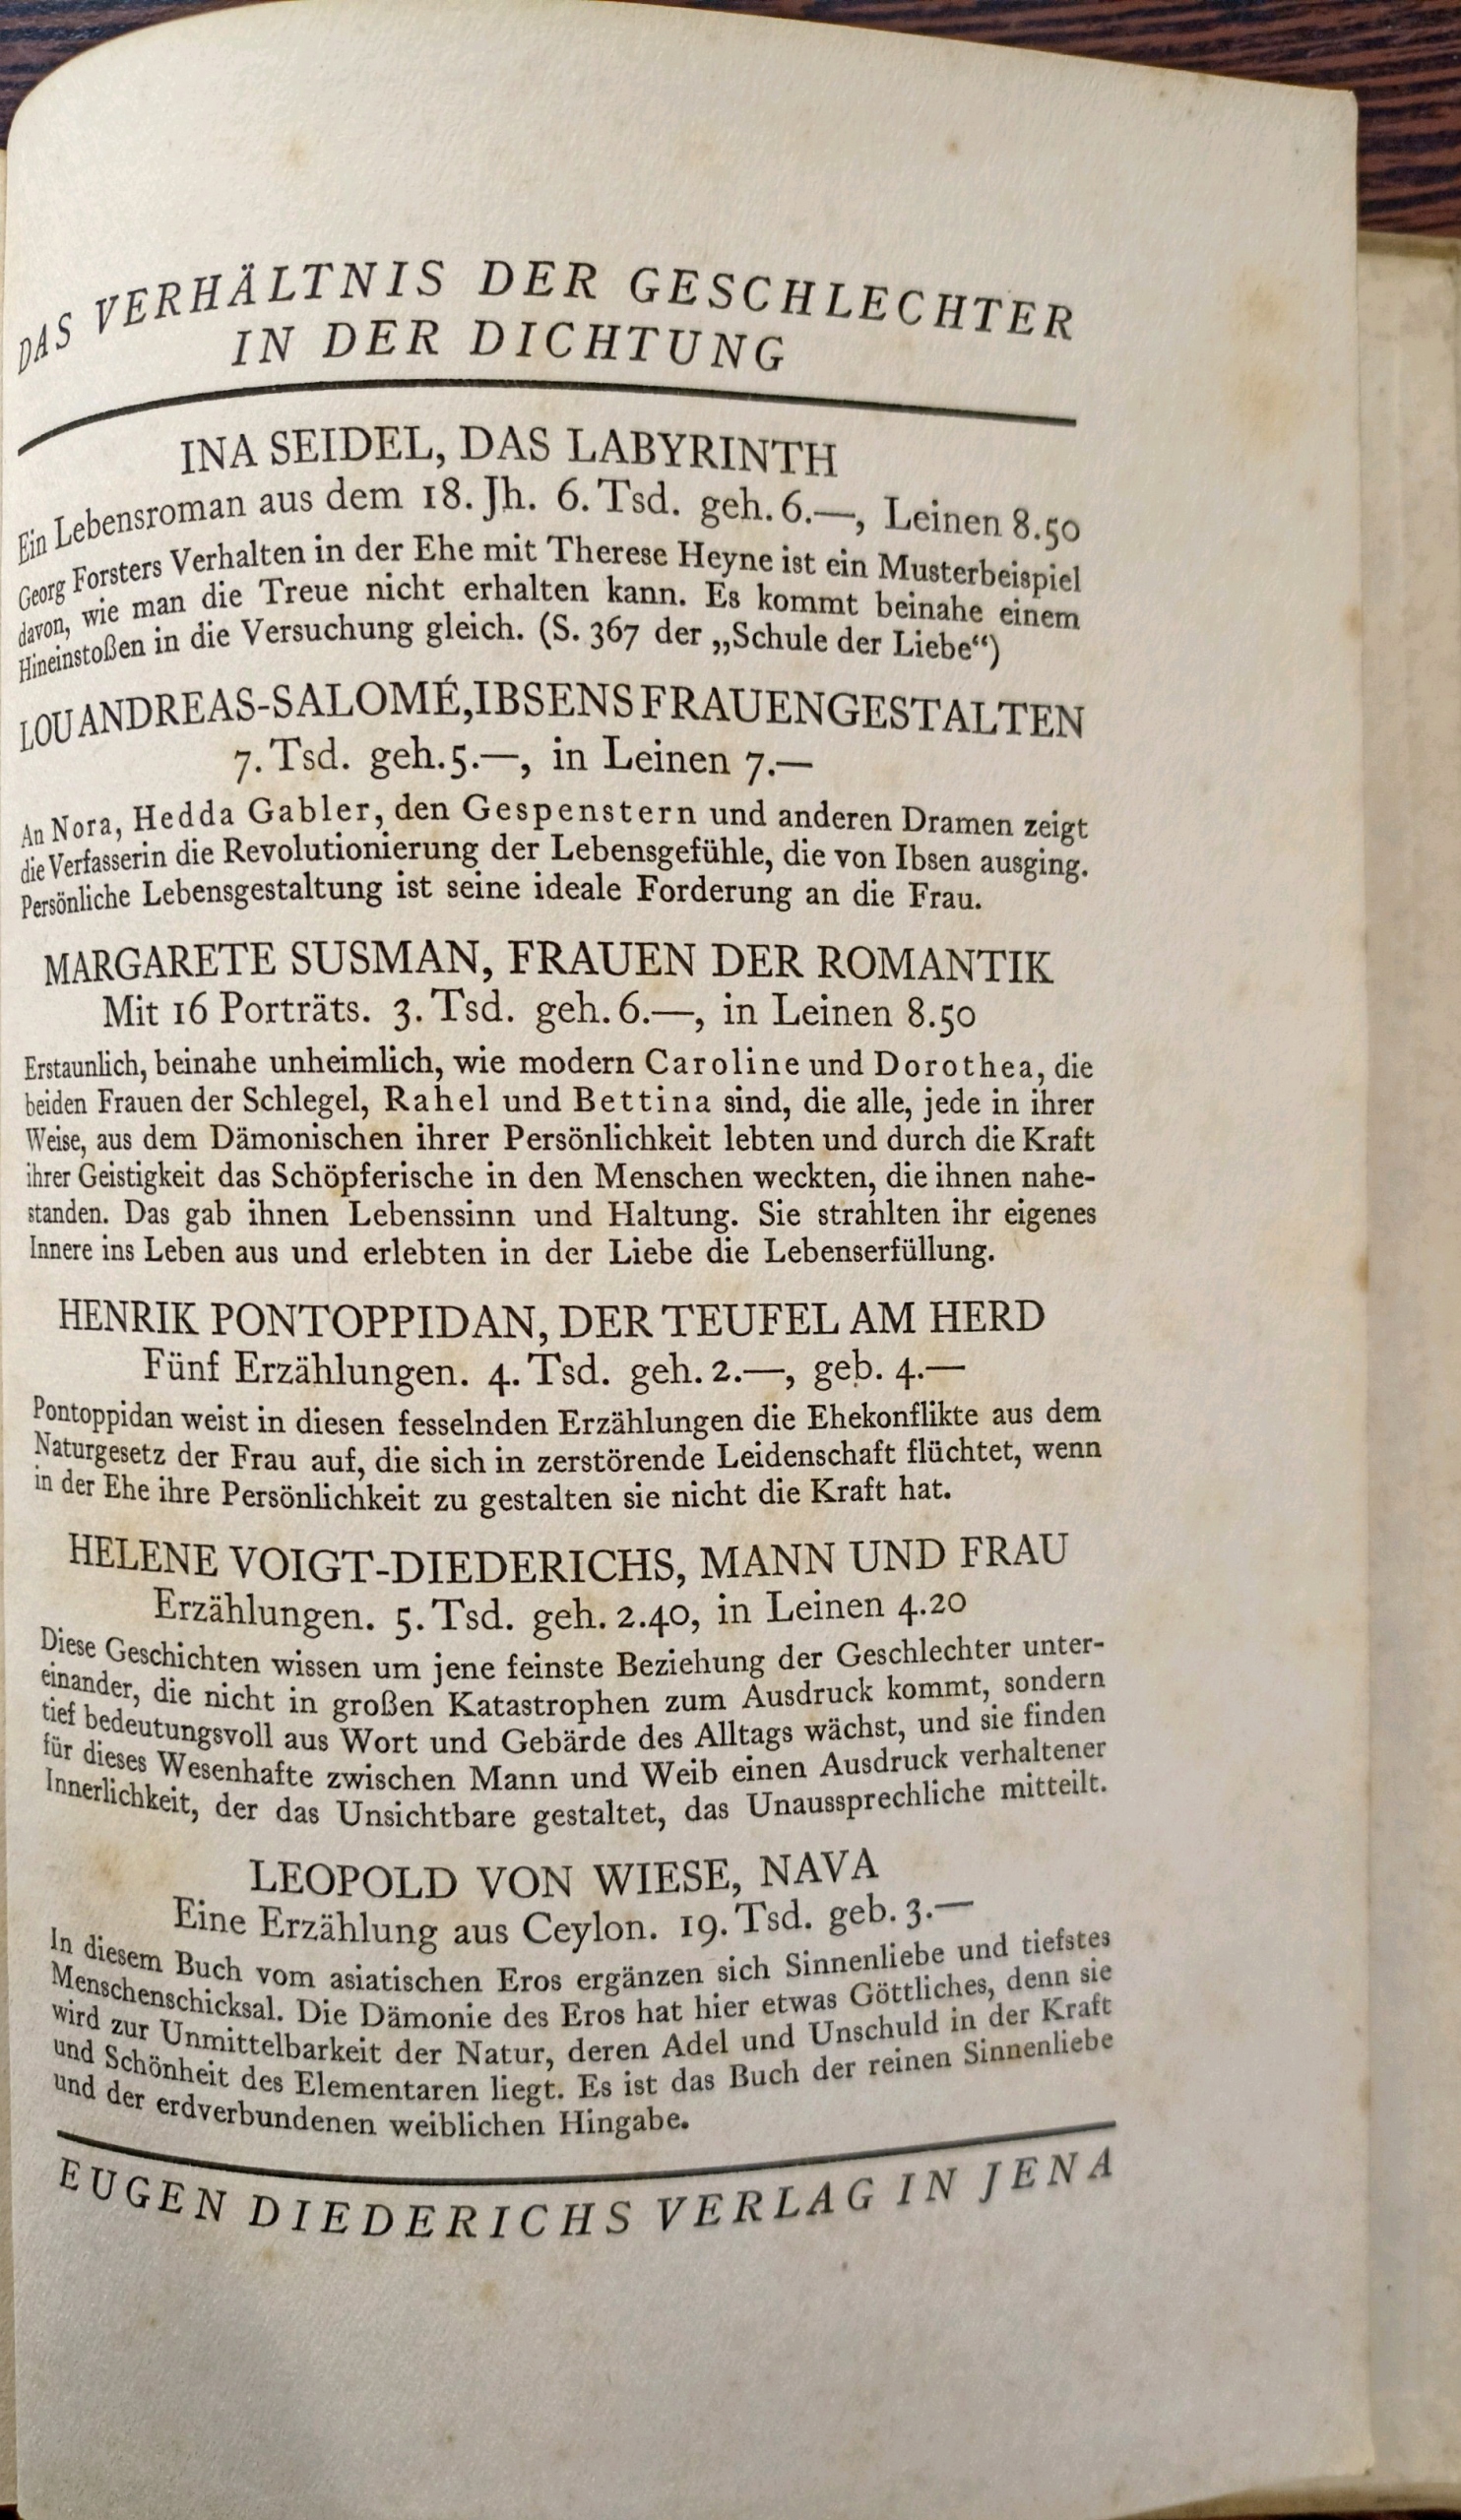 DAS VERHÄLTNIS DER GESCHLECHTER
IN DER DICHTUNG
INA SEIDEL, DAS LABYRINTH
Ein Lebensroman aus dem 18. Jh. 6. Tsd. geh. 6.—, Leinen 8.50
Georg Forsters Verhalten in der Ehe mit Therese Heyne ist ein Musterbeispiel
davon, wie man die Treue nicht erhalten kann. Es kommt beinahe einem
Hineinstoßen in die Versuchung gleich. (S. 367 der „Schule der Liebe“)
LOU ANDREAS-SALOMÉ, IBSENS FRAUENGESTALTEN
7. Tsd. geh. 5.—, in Leinen 7.—
An Nora, Hedda Gabler, den Gespenstern und anderen Dramen zeigt
die Verfasserin die Revolutionierung der Lebensgefühle, die von Ibsen ausging.
Persönliche Lebensgestaltung ist seine ideale Forderung an die Frau.
MARGARETE SUSMAN, FRAUEN DER ROMANTIK
Mit 16 Porträts. 3. Tsd. geh. 6.—, in Leinen 8.50
Erstaunlich, beinahe unheimlich, wie modern Caroline und Dorothea, die
beiden Frauen der Schlegel, Rahel und Bettina sind, die alle, jede in ihrer
Weise, aus dem Dämonischen ihrer Persönlichkeit lebten und durch die Kraft
ihrer Geistigkeit das Schöpferische in den Menschen weckten, die ihnen nahe-
standen. Das gab ihnen Lebenssinn und Haltung. Sie strahlten ihr eigenes
Innere ins Leben aus und erlebten in der Liebe die Lebenserfüllung.
HENRIK PONTOPPIDAN, DER TEUFEL AM HERD
Fünf Erzählungen. 4. Tsd. geh. 2.—, geb. 4.—
Pontoppidan weist in diesen fesselnden Erzählungen die Ehekonflikte aus dem
Naturgesetz der Frau auf, die sich in zerstörende Leidenschaft flüchtet, wenn
in der Ehe ihre Persönlichkeit zu gestalten sie nicht die Kraft hat.
HELENE VOIGT-DIEDERICHS, MANN UND FRAU
Erzählungen. 5. Tsd. geh. 2.40, in Leinen 4.20
Diese Geschichten wissen um jene feinste Beziehung der Geschlechter unter-
einander, die nicht in großen Katastrophen zum Ausdruck kommt, sondern
tief bedeutungsvoll aus Wort und Gebärde des Alltags wächst, und sie finden
für dieses Wesenhafte zwischen Mann und Weib einen Ausdruck verhaltener
Innerlichkeit, der das Unsichtbare gestaltet, das Unaussprechliche mitteilt.
LEOPOLD VON WIESE, NAVA
Eine Erzählung aus Ceylon. 19. Tsd. geb. 3.—
In diesem Buch vom asiatischen Eros ergänzen sich Sinnenliebe und tiefstes
Menschenschicksal. Die Dämonie des Eros hat hier etwas Göttliches, denn sie
wird zur Unmittelbarkeit der Natur, deren Adel und Unschuld in der Kraft
und Schönheit des Elementaren liegt. Es ist das Buch der reinen Sinnenliebe
und der erdverbundenen weiblichen Hingabe.
EUGEN DIEDERICHS VERLAG IN JENA